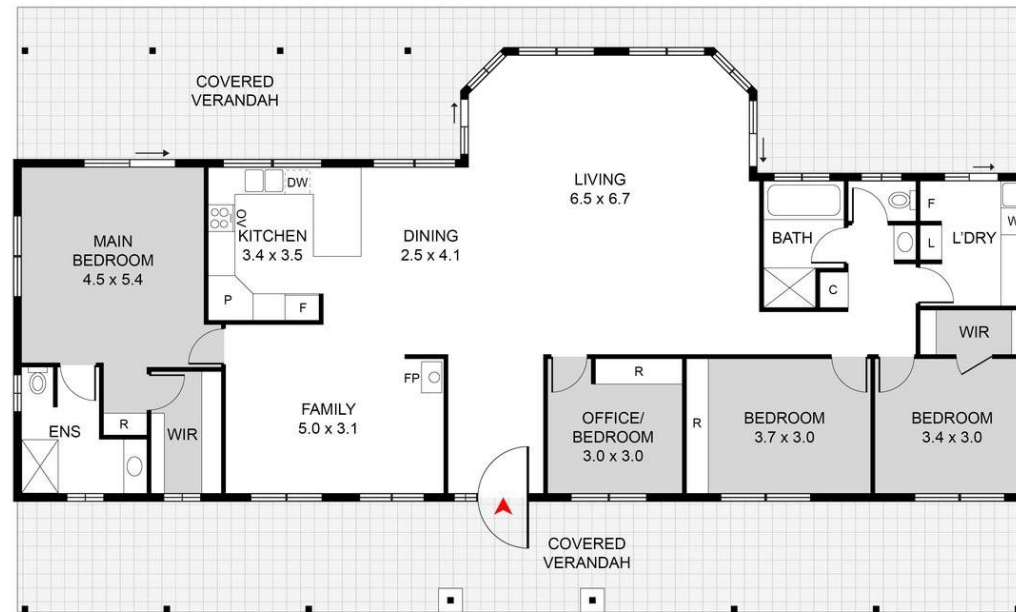 COVERED
VERANDAH
LIVING
6.5 x 6.7
DW
OV
KITCHEN
3.4 x 3.5
P
F
DINING
2.5 x 4.1
MAIN
BEDROOM
4.5 x 5.4
BATH
C
F
L
L'DRY
W
WIR
ENS
R
WIR
FP
FAMILY
5.0 x 3.1
R
OFFICE/
BEDROOM
3.0 x 3.0
R
BEDROOM
3.7 x 3.0
BEDROOM
3.4 x 3.0
COVERED
VERANDAH